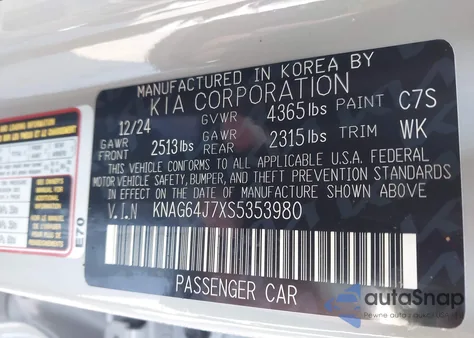 MANUFACTURED IN KOREA BY
KIA CORPORATION
12/24 GVWR 4365 lbs PAINT C7S
GAWR FRONT 2513 lbs GAWR REAR 2315 lbs TRIM WK
THIS VEHICLE CONFORMS TO ALL APPLICABLE U.S.A. FEDERAL
MOTOR VEHICLE SAFETY, BUMPER, AND THEFT PREVENTION STANDARDS
IN EFFECT ON THE DATE OF MANUFACTURE SHOWN ABOVE.
V.I.N KNAG64J7XS5353980
PASSENGER CAR
E70
autoSnap
Pewne auta z